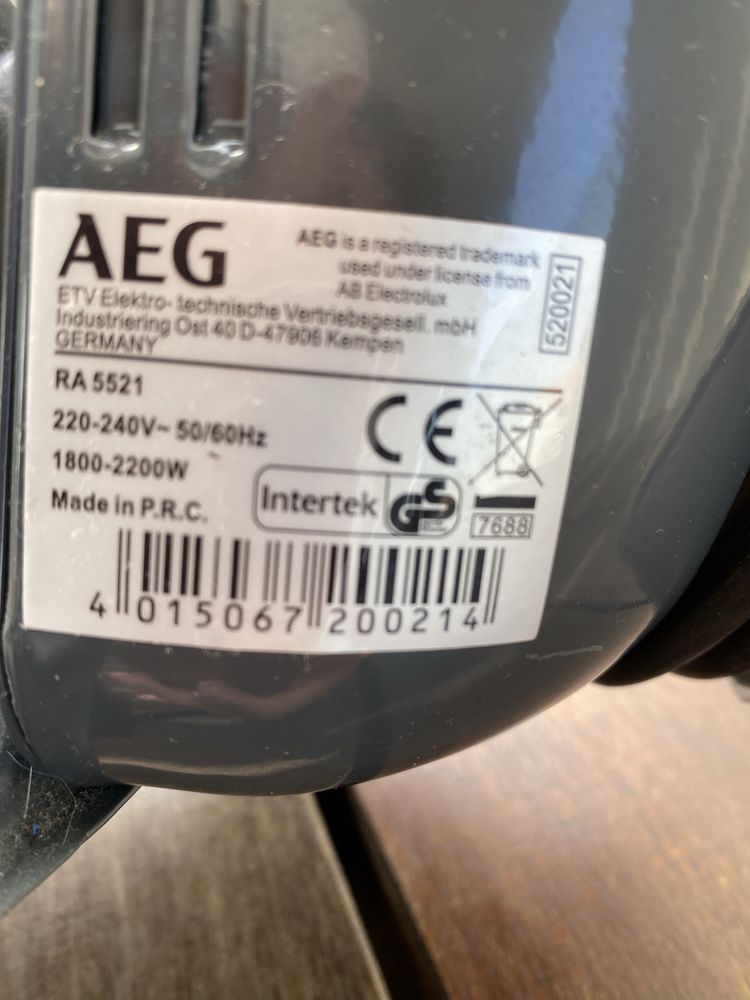 AEG
AEG is a registered trademark
used under license from
AB Electrolux
520021
ETV Elektro- technische Vertriebsgesell. mbH
Industriering Ost 40 D-47906 Kempen
GERMANY
RA 5521
220-240V~ 50/60Hz
1800-2200W
Made in P.R.C.
CE
Intertek GS
7688
4 015067 200214